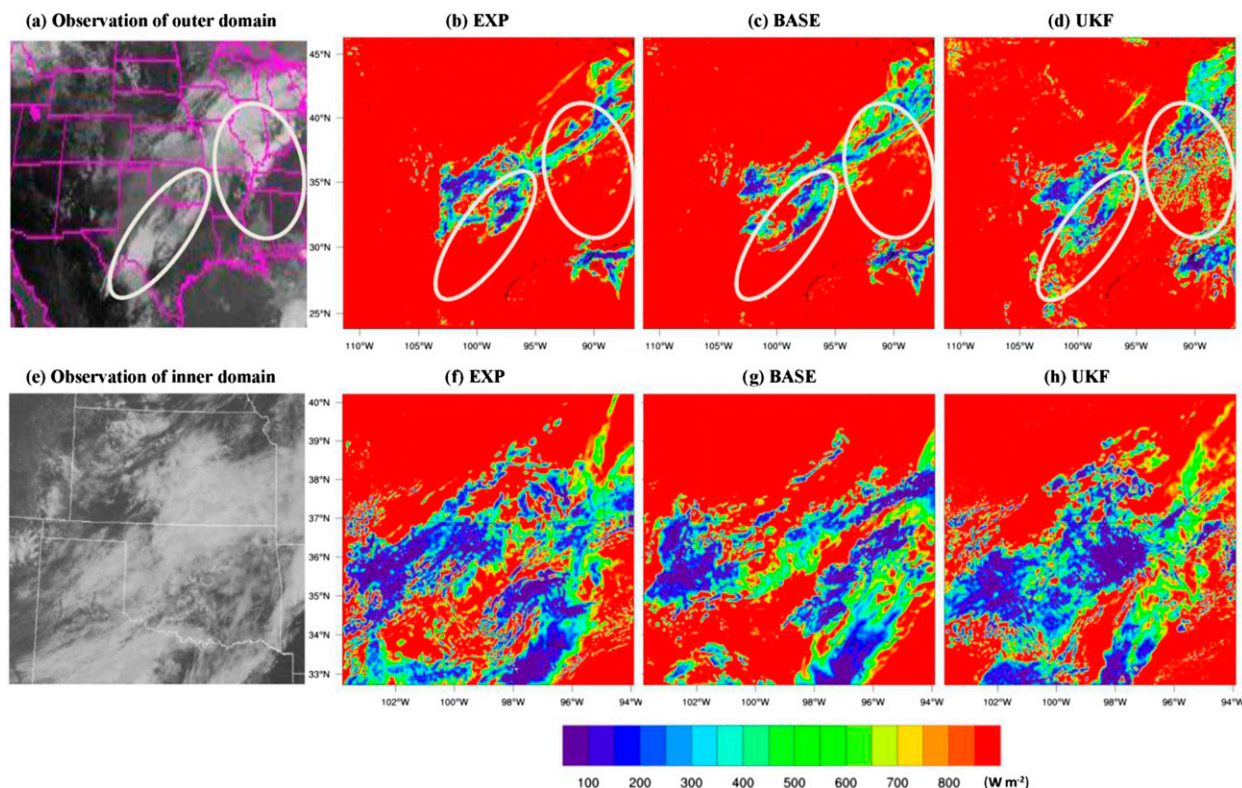 (a) Observation of outer domain
(b) EXP
(c) BASE
(d) UKF
45°N
40°N
35°N
30°N
25°N
110°W 105°W 100°W 95°W 90°W
110°W 105°W 100°W 95°W 90°W
110°W 105°W 100°W 95°W 90°W
(e) Observation of inner domain
(f) EXP
(g) BASE
(h) UKF
40°N
39°N
38°N
37°N
36°N
35°N
34°N
33°N
102°W 100°W 98°W 96°W 94°W
102°W 100°W 98°W 96°W 94°W
102°W 100°W 98°W 96°W 94°W
100 200 300 400 500 600 700 800 (W m⁻²)